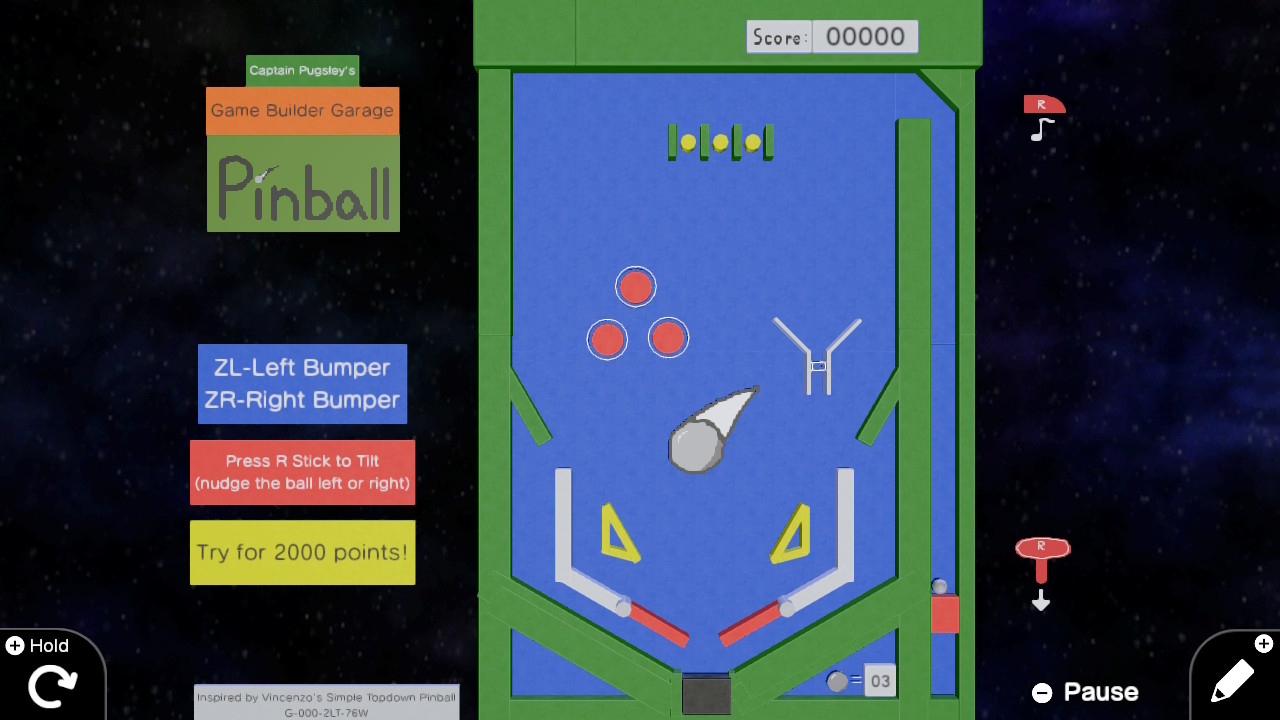 Score: 00000
Captain Pugsley's
Game Builder Garage
Pinball
R
ZL-Left Bumper
ZR-Right Bumper
Press R Stick to Tilt
(nudge the ball left or right)
Try for 2000 points!
R
+ Hold
+
= 03
- Pause
Inspired by Vincenzo's Simple Topdown Pinball
G-000-2LT-76W